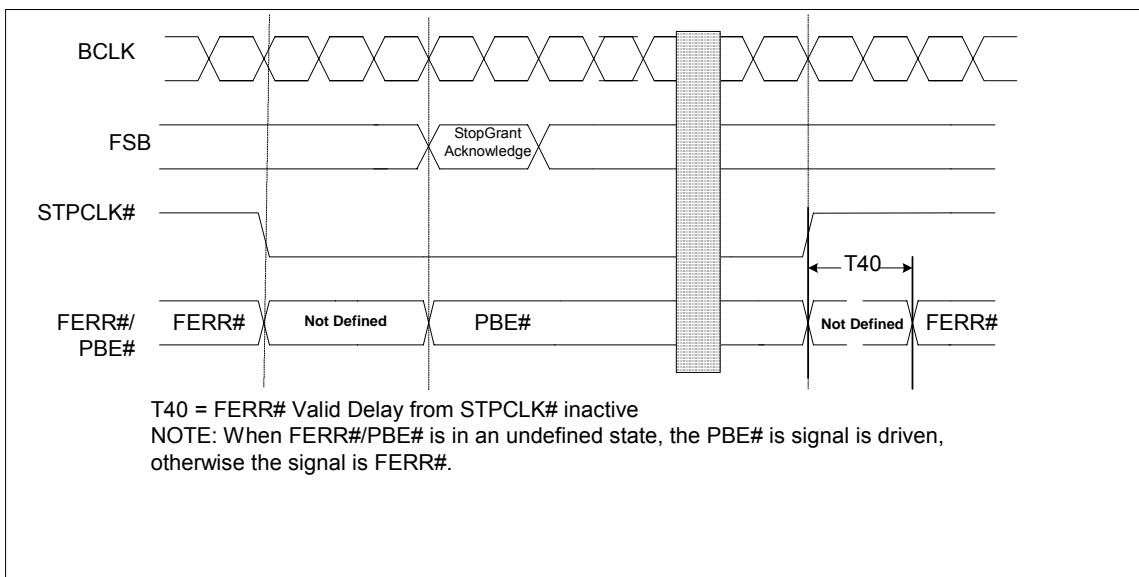 BCLK
FSB
StopGrant
Acknowledge
STPCLK#
T40
FERR#/
PBE#
FERR#
Not Defined
PBE#
Not Defined
FERR#
T40 = FERR# Valid Delay from STPCLK# inactive
NOTE: When FERR#/PBE# is in an undefined state, the PBE# is signal is driven,
otherwise the signal is FERR#.